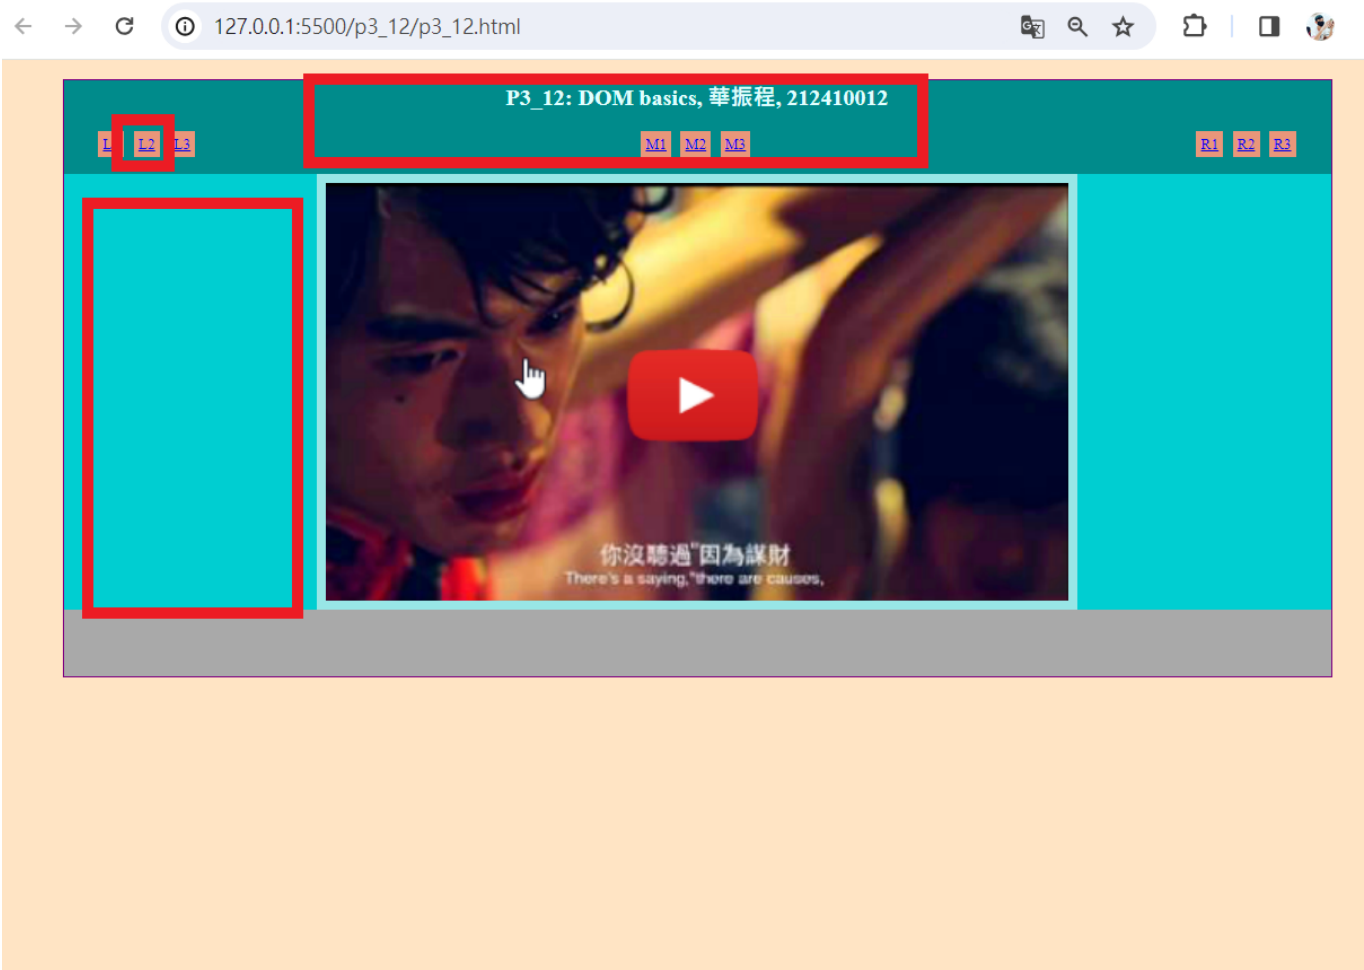 127.0.0.1:5500/p3_12/p3_12.html
P3_12: DOM basics, 華振程, 212410012
L2 L3 M1 M2 M3 R1 R2 R3
你沒聽過"因為謀財
There's a saying,"there are causes,